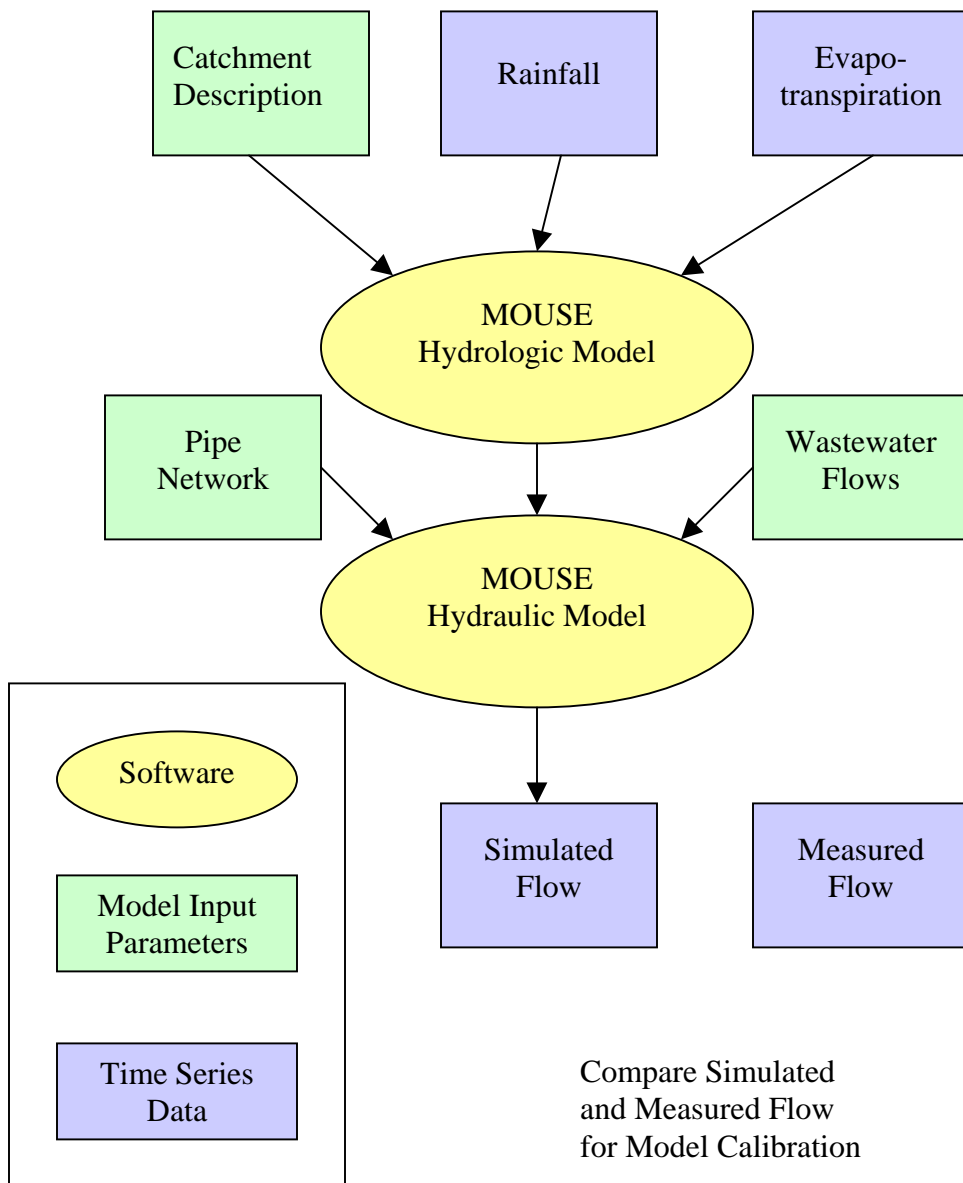 Catchment
Description
Rainfall
Evapo-
transpiration
MOUSE
Hydrologic Model
Pipe
Network
Wastewater
Flows
MOUSE
Hydraulic Model
Software
Simulated
Flow
Measured
Flow
Model Input
Parameters
Time Series
Data
Compare Simulated
and Measured Flow
for Model Calibration